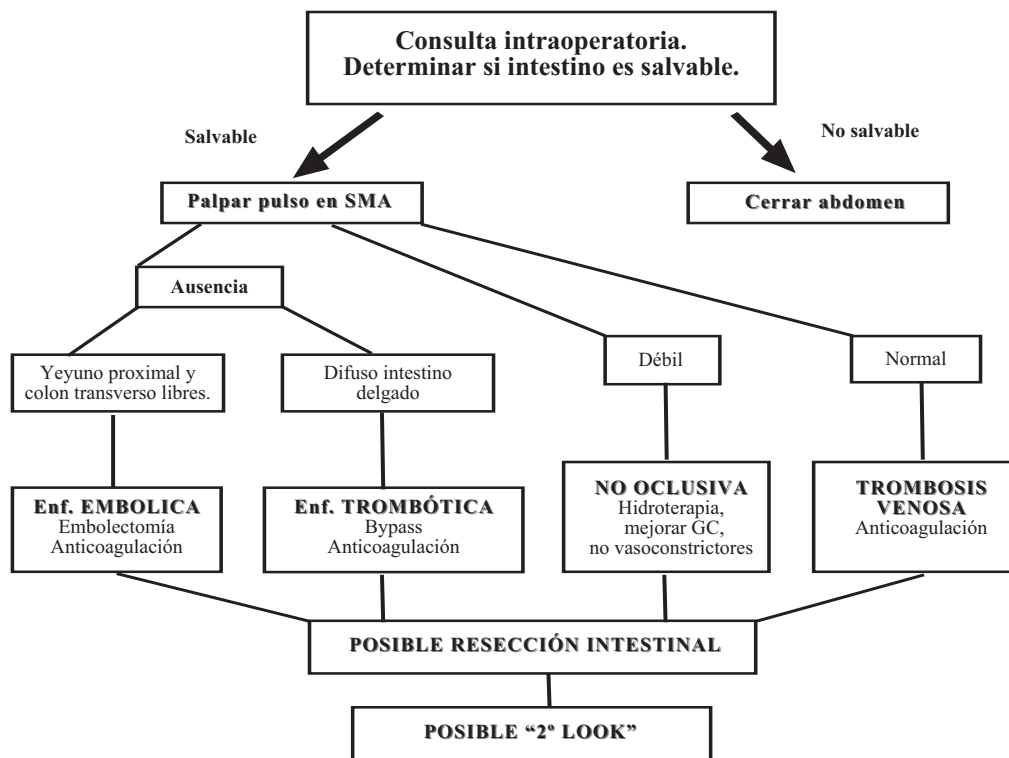 Consulta intraoperatoria.
Determinar si intestino es salvable.
Salvable
No salvable
Palpar pulso en SMA
Cerrar abdomen
Ausencia
Yeyuno proximal y
colon transverso libres.
Difuso intestino
delgado
Débil
Normal
Enf. EMBOLICA
Embolectomía
Anticoagulación
Enf. TROMBÓTICA
Bypass
Anticoagulación
NO OCLUSIVA
Hidroterapia,
mejorar GC,
no vasoconstrictores
TROMBOSIS
VENOSA
Anticoagulación
POSIBLE RESECCIÓN INTESTINAL
POSIBLE “2º LOOK”